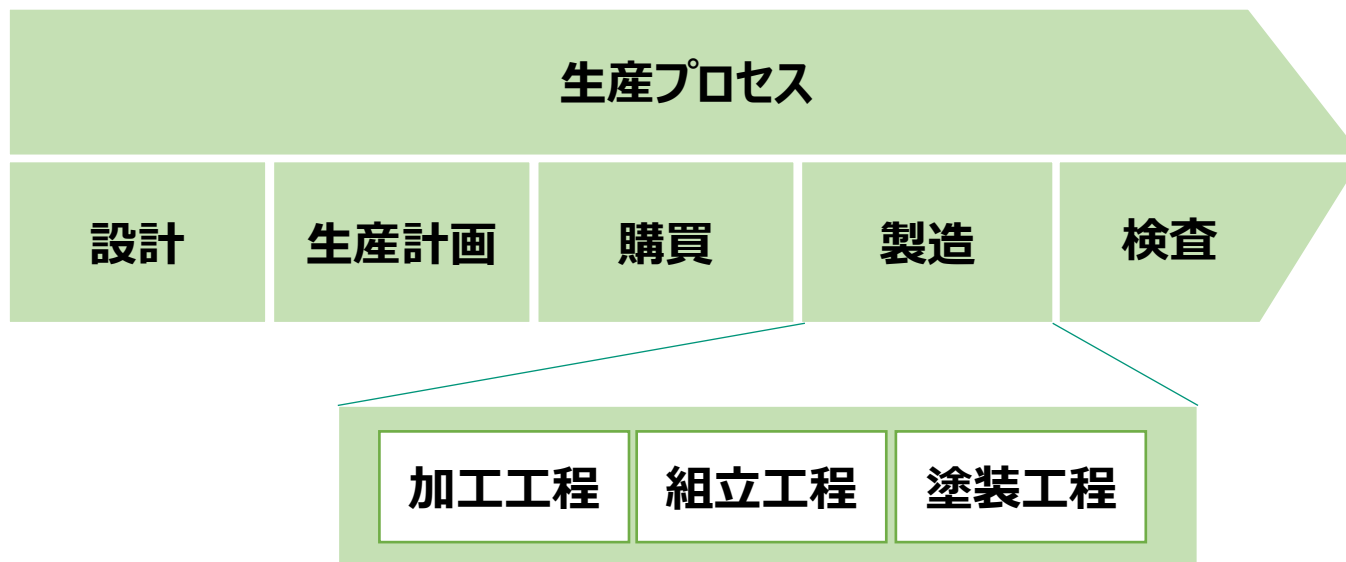 生産プロセス
設計
生産計画
購買
製造
検査
加工工程
組立工程
塗装工程